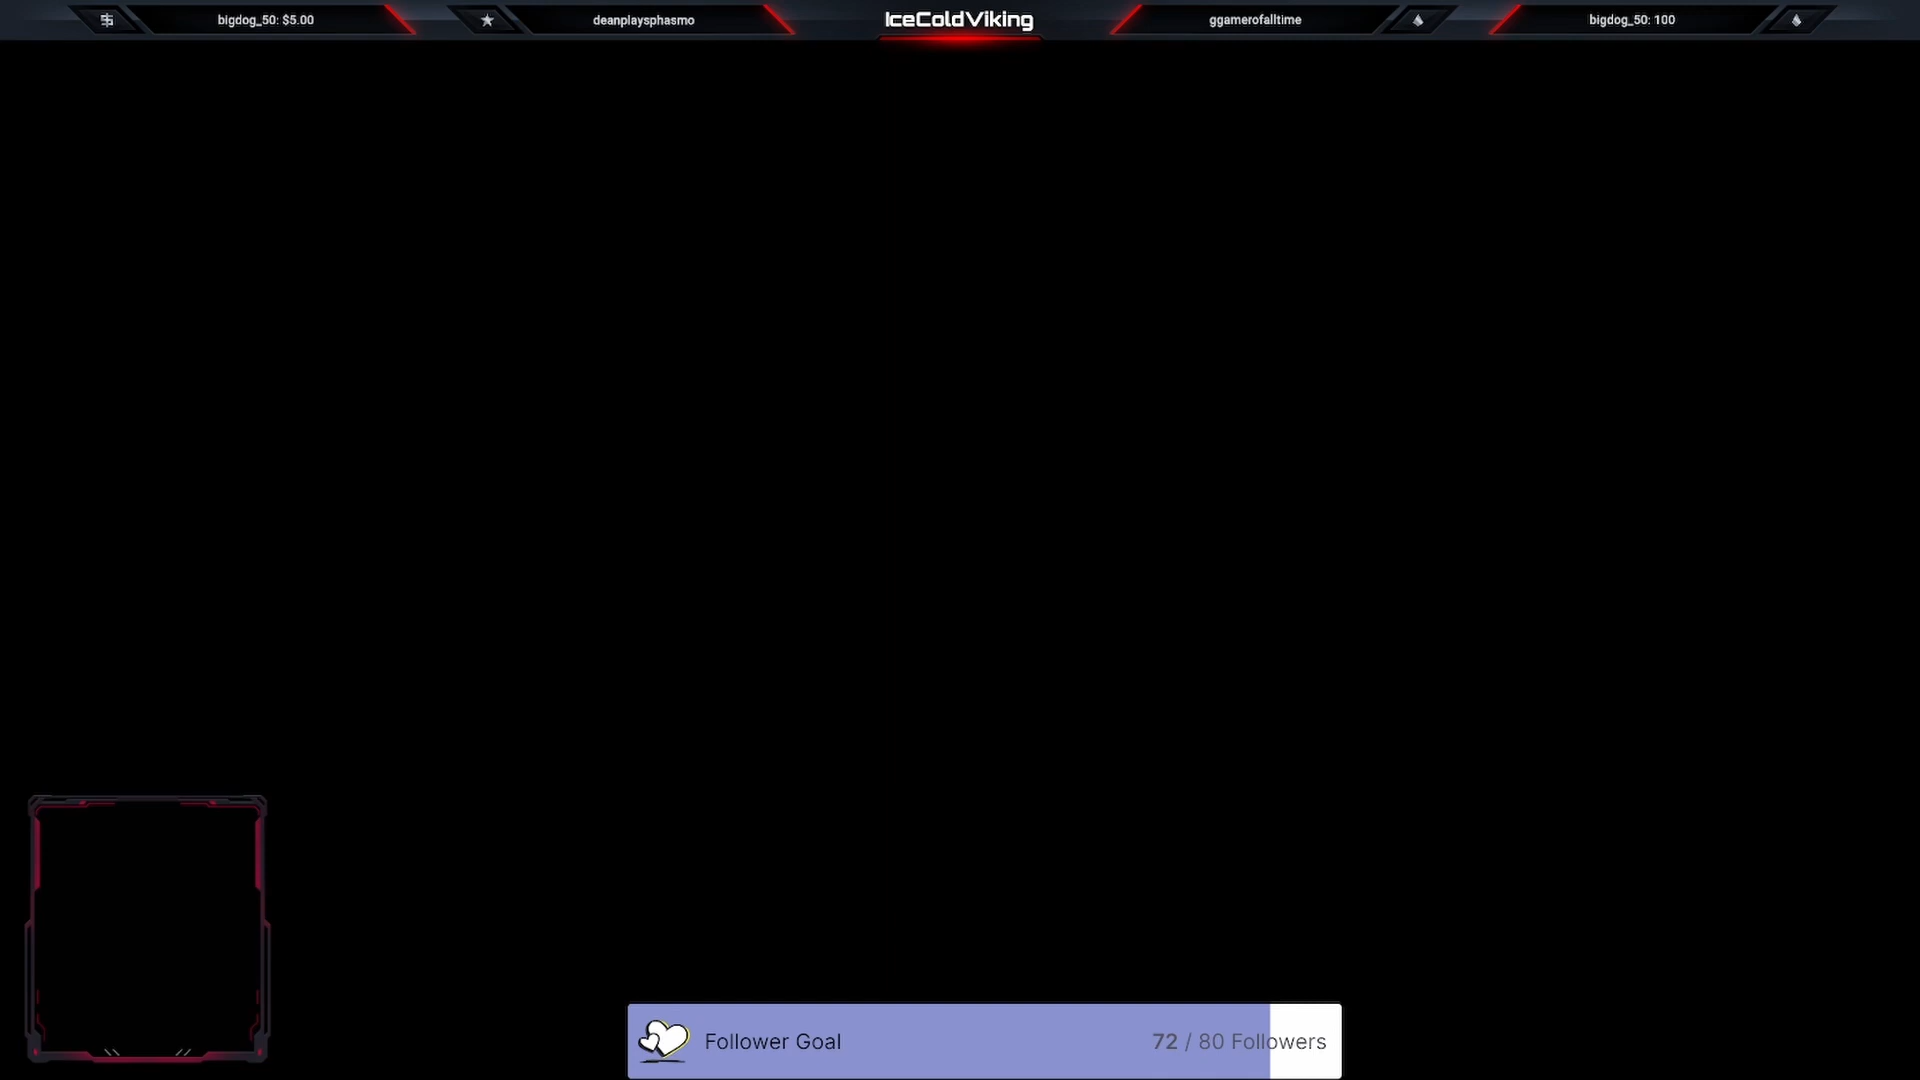 bigdog_50: $5.00
deanplaysphasmo
IceColdViking
ggamerofalltime
bigdog_50: 100
Follower Goal
72 / 80 Followers